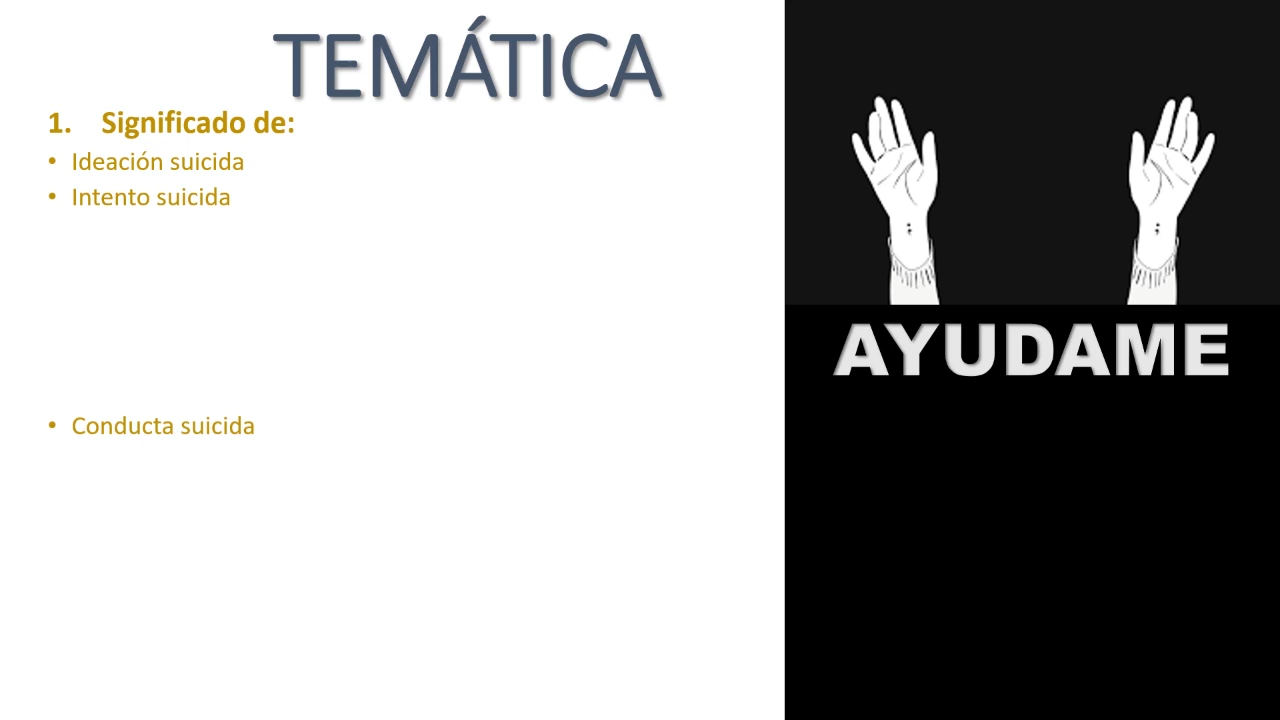 TEMÁTICA
1. Significado de:
• Ideación suicida
• Intento suicida
• Conducta suicida
AYUDAME